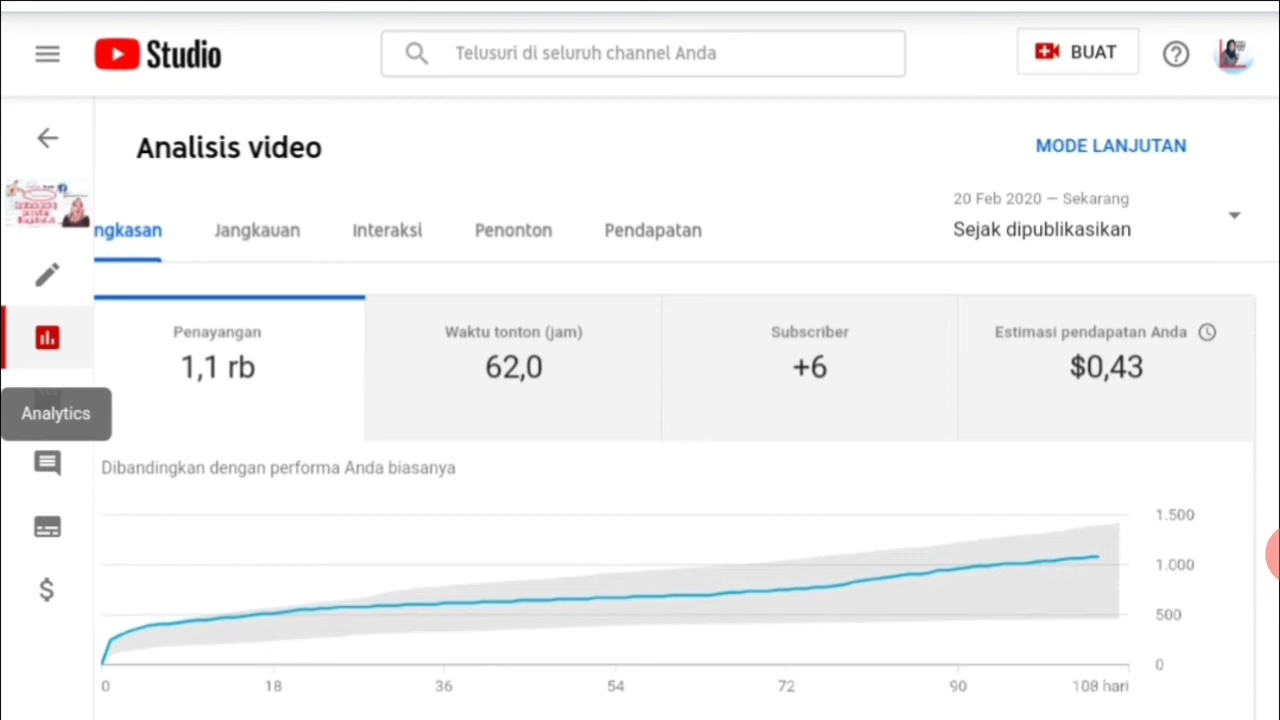 Studio
Telusuri di seluruh channel Anda
BUAT
Analisis video
MODE LANJUTAN
20 Feb 2020 — Sekarang
Sejak dipublikasikan
ngkasan
Jangkauan
Interaksi
Penonton
Pendapatan
Penayangan
1,1 rb
Waktu tonton (jam)
62,0
Subscriber
+6
Estimasi pendapatan Anda
$0,43
Analytics
Dibandingkan dengan performa Anda biasanya
1.500
1.000
500
0
0 18 36 54 72 90 108 hari